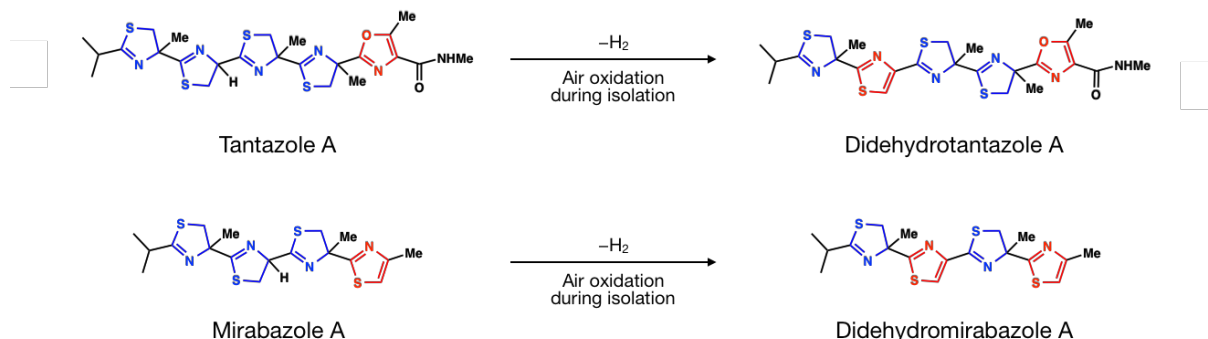 S Me N S Me N O Me
N S H N S Me N O NHMe
–H2
Air oxidation
during isolation
S Me S Me N O Me
N N S N S Me N O NHMe
Tantazole A
Didehydrotantazole A
S Me N S Me N Me
N S H N S
–H2
Air oxidation
during isolation
S Me N S Me N Me
N S N S
Mirabazole A
Didehydromirabazole A